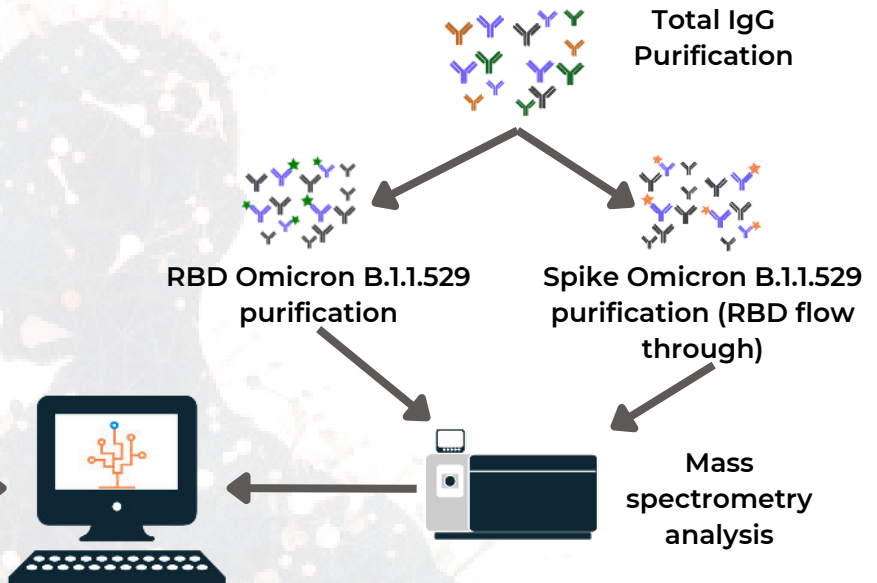 Total IgG
Purification
RBD Omicron B.1.1.529
purification
Spike Omicron B.1.1.529
purification (RBD flow
through)
Mass
spectrometry
analysis